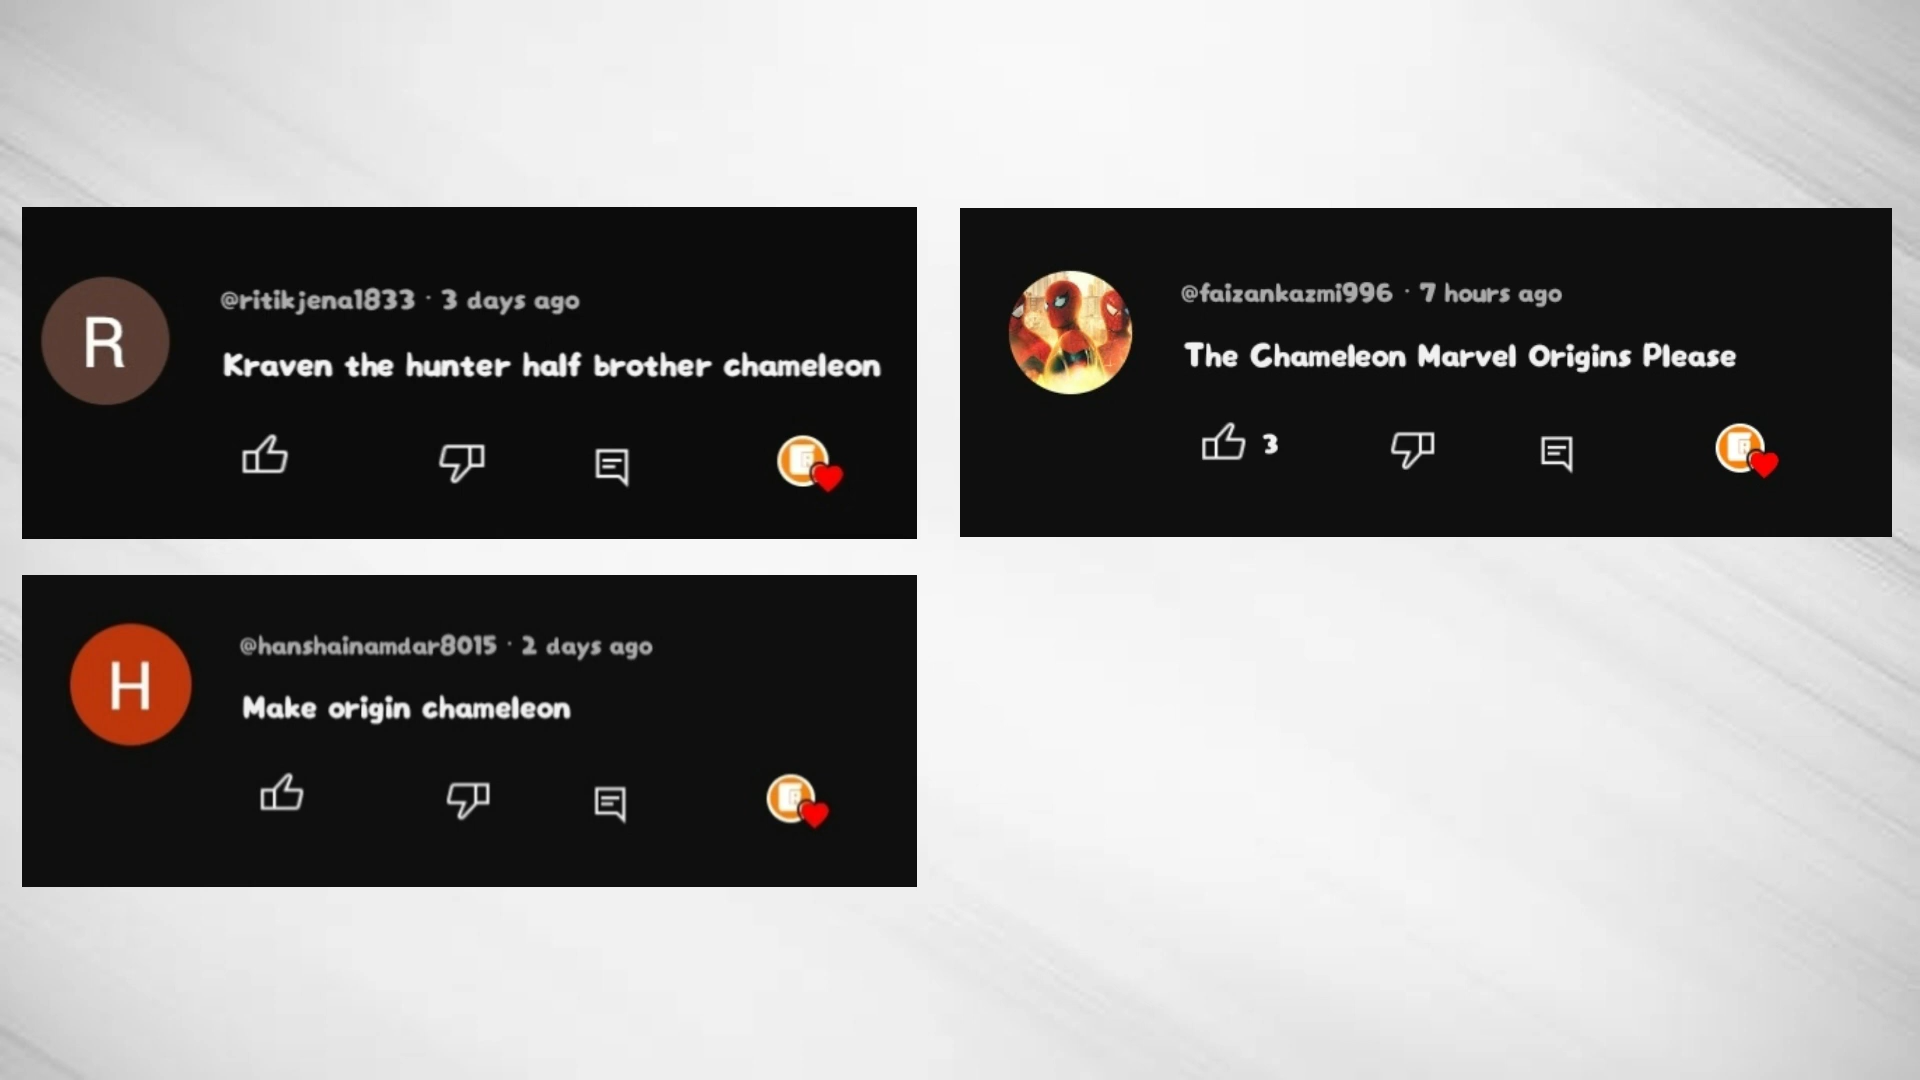 R
@ritikjena1833 · 3 days ago
Kraven the hunter half brother chameleon
@faizankazmi996 · 7 hours ago
The Chameleon Marvel Origins Please
3
H
@hanshainamdar8015 · 2 days ago
Make origin chameleon